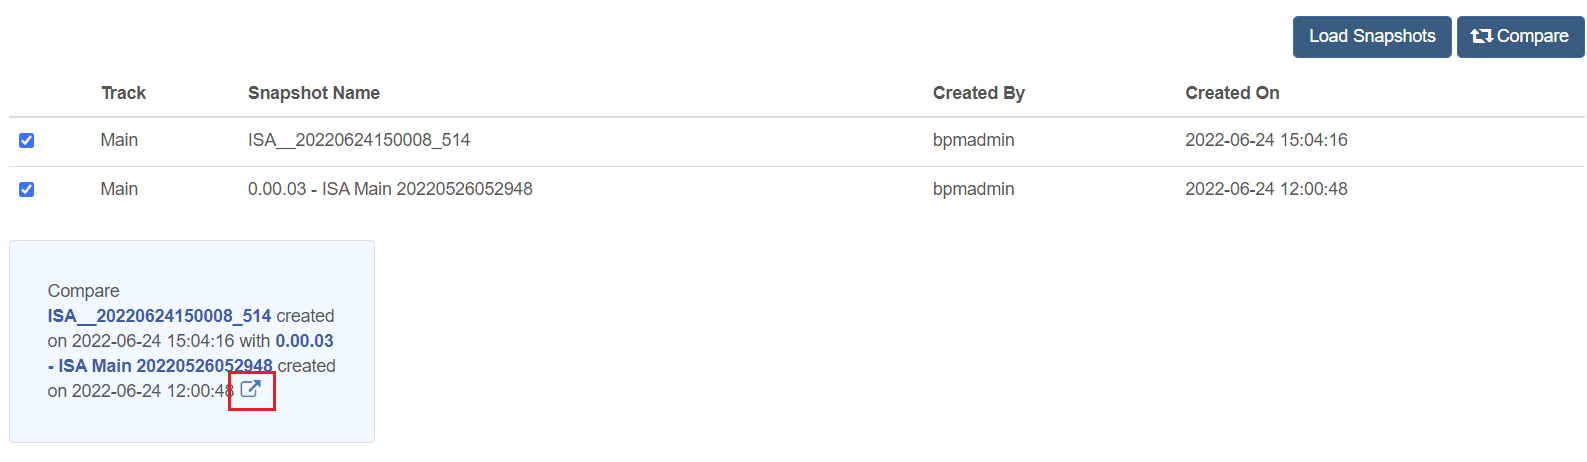 Load Snapshots Compare
Track Snapshot Name Created By Created On
Main ISA__20220624150008_514 bpmadmin 2022-06-24 15:04:16
Main 0.00.03 - ISA Main 20220526052948 bpmadmin 2022-06-24 12:00:48
Compare
ISA__20220624150008_514 created
on 2022-06-24 15:04:16 with 0.00.03
- ISA Main 20220526052948 created
on 2022-06-24 12:00:48